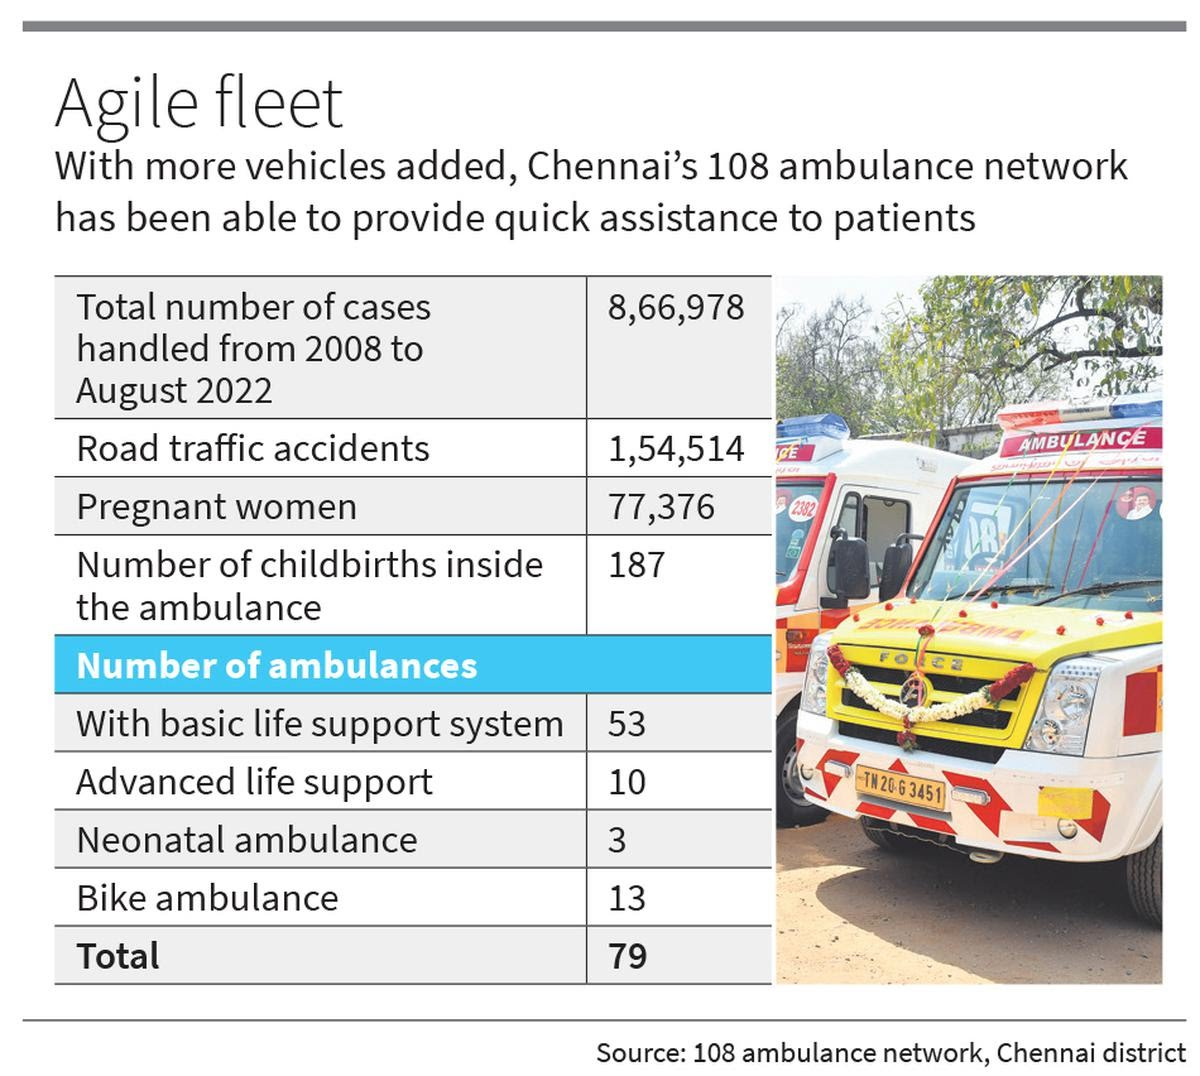 Agile fleet
With more vehicles added, Chennai’s 108 ambulance network
has been able to provide quick assistance to patients
Total number of cases
handled from 2008 to
August 2022
8,66,978
Road traffic accidents
1,54,514
Pregnant women
77,376
Number of childbirths inside
the ambulance
187
Number of ambulances
With basic life support system
53
Advanced life support
10
Neonatal ambulance
3
Bike ambulance
13
Total
79
AMBULANCE
2382
FORCE
TN 20 G 3451
Source: 108 ambulance network, Chennai district